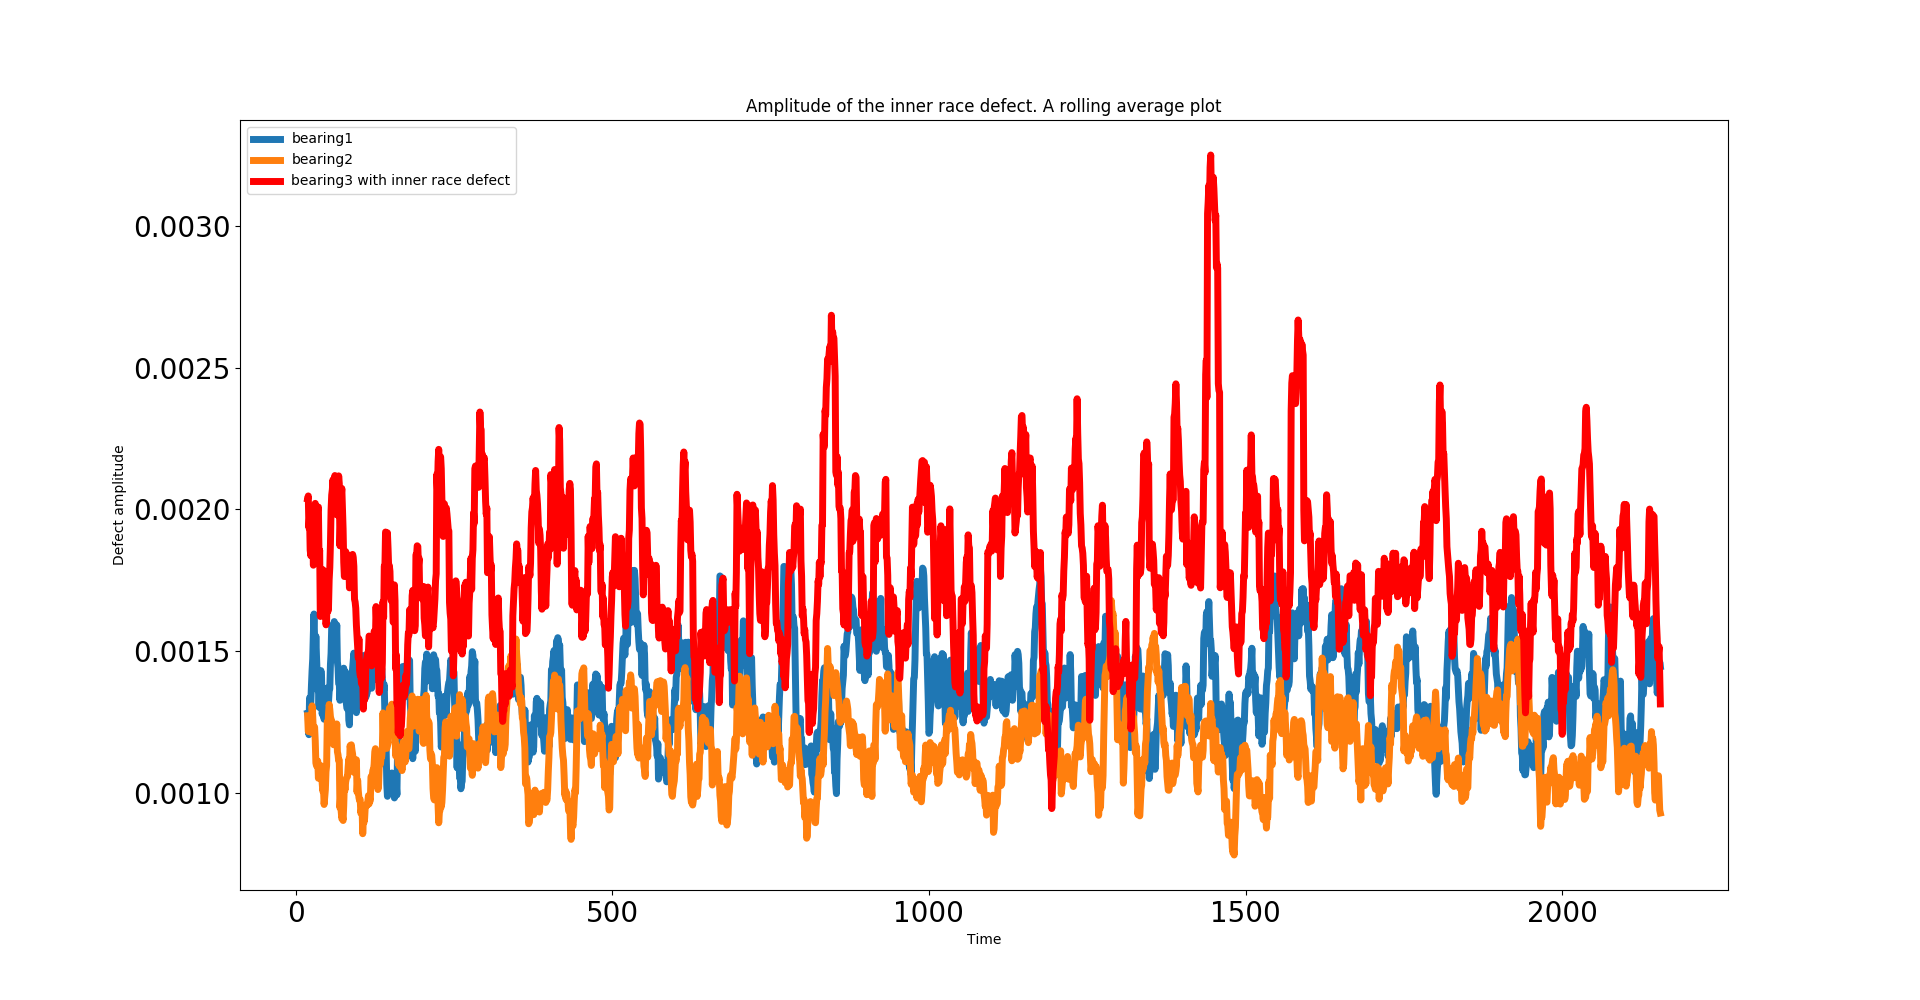 Amplitude of the inner race defect. A rolling average plot
bearing1
bearing2
bearing3 with inner race defect
0.0030
0.0025
0.0020
0.0015
0.0010
Defect amplitude
0 500 1000 1500 2000
Time